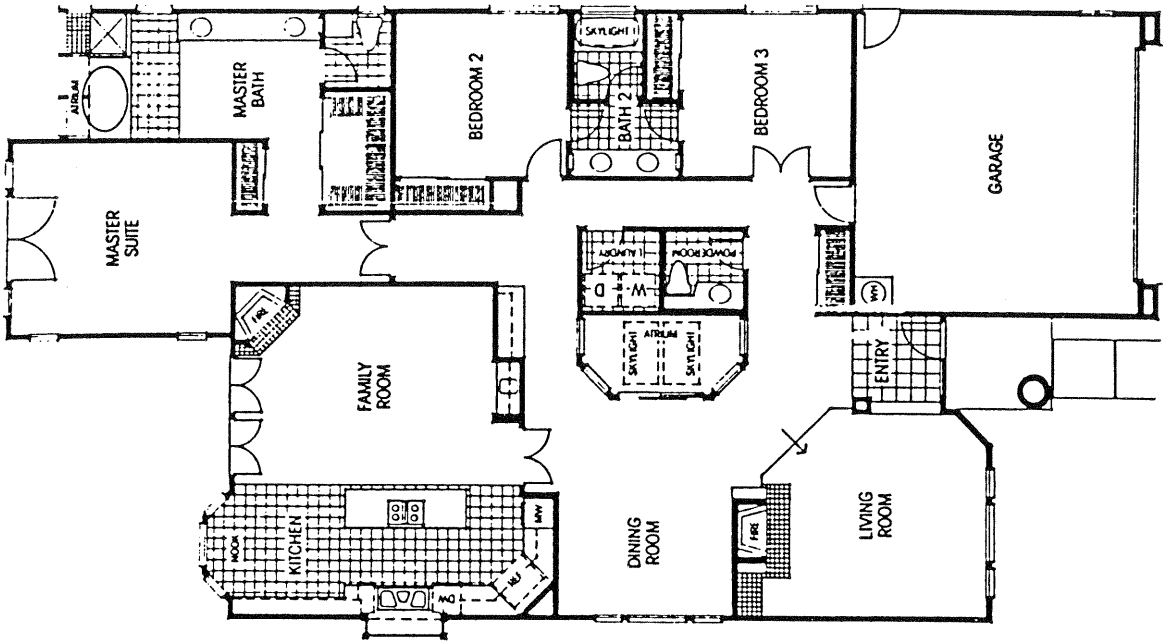 ATRIUM
MASTER
BATH
BEDROOM 2
SKYLIGHT
BATH 2
BEDROOM 3
GARAGE
MASTER
SUITE
LAUNDRY
D
W
POWDER ROOM
WH
FIRE
FAMILY
ROOM
SKYLIGHT
ATRIUM
SKYLIGHT
ENTRY
NOOK
KITCHEN
MW
REF
DW
DINING
ROOM
FIRE
LIVING
ROOM